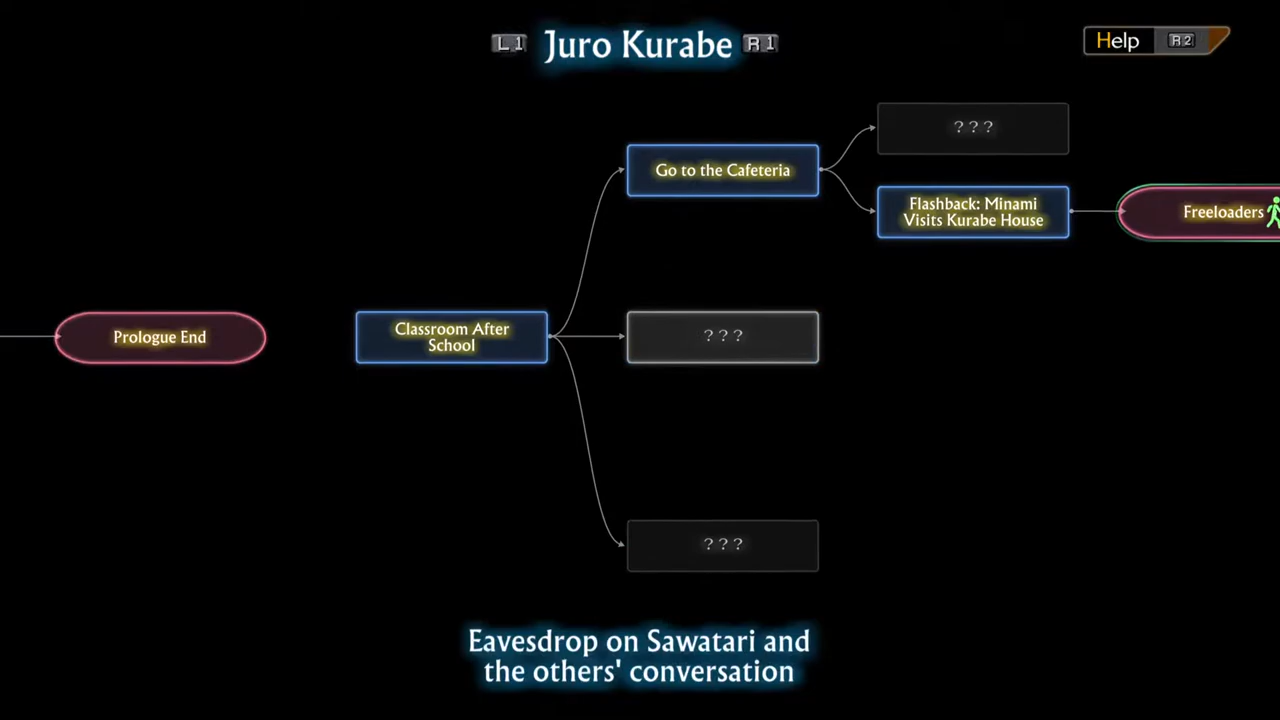 L1 Juro Kurabe R1
Help R2
? ? ?
Go to the Cafeteria
Flashback: Minami
Visits Kurabe House
Freeloaders
Prologue End
Classroom After
School
? ? ?
? ? ?
Eavesdrop on Sawatari and
the others' conversation